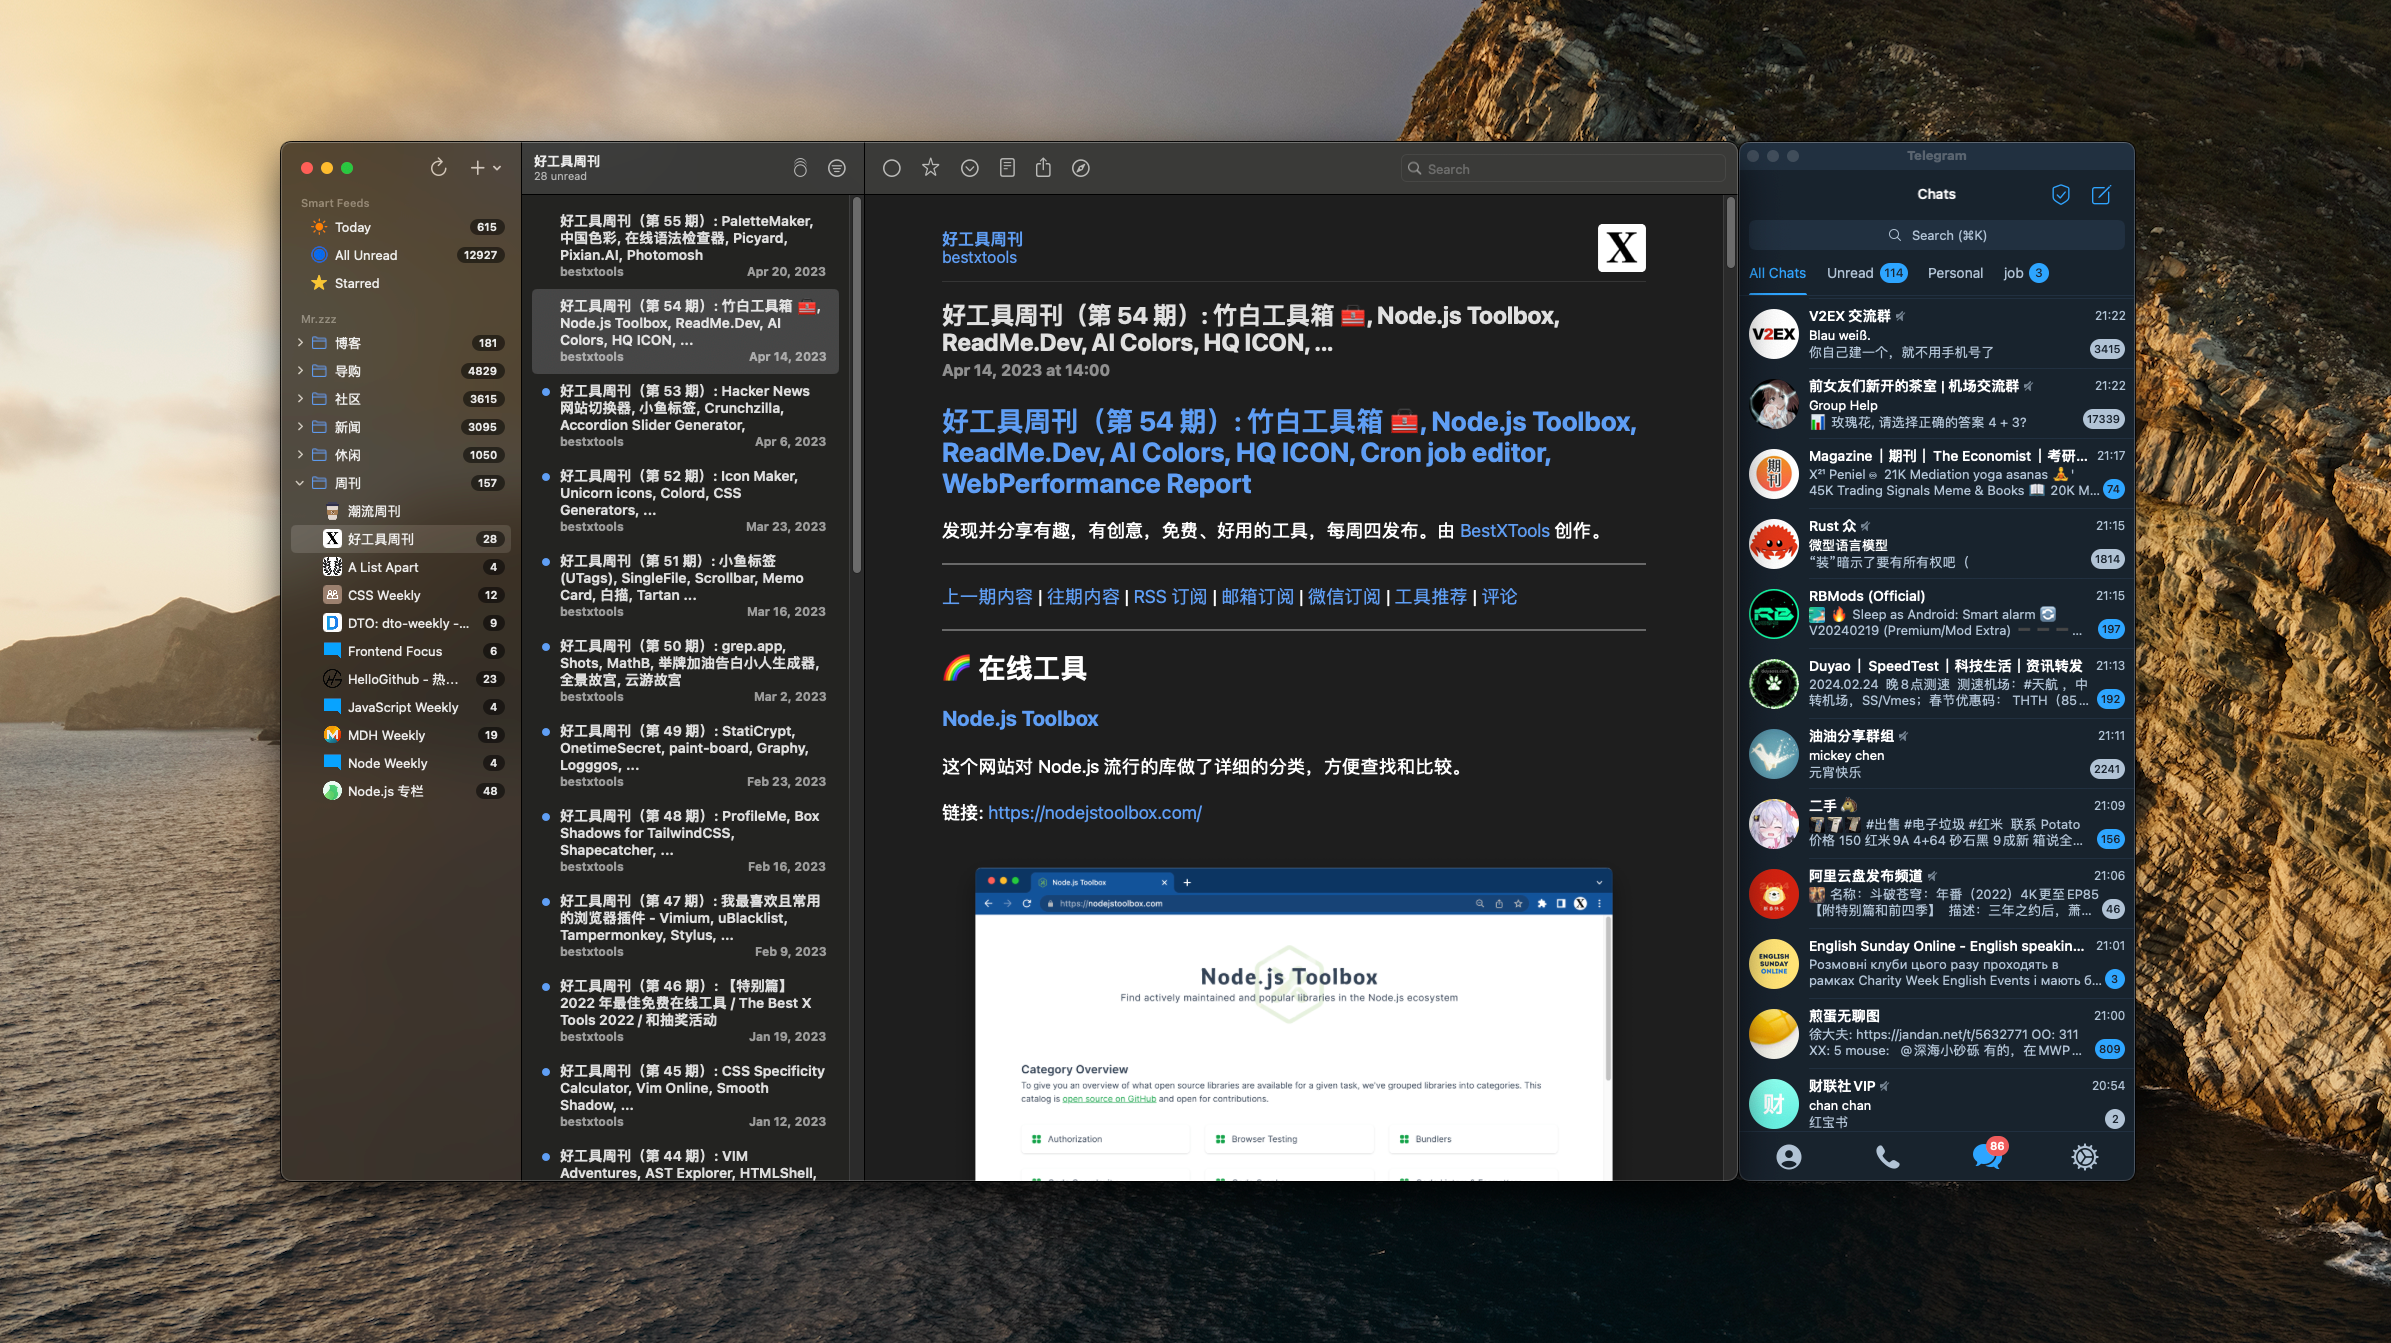 Smart Feeds
Today 615
All Unread 12927
Starred
Mr.zzz
博客 181
导购 4829
社区 3615
新闻 3095
休闲 1050
周刊 157
潮流周刊
好工具周刊 28
A List Apart 4
CSS Weekly 12
DTO: dto-weekly -... 9
Frontend Focus 6
HelloGithub - 热... 23
JavaScript Weekly 4
MDH Weekly 19
Node Weekly 4
Node.js 专栏 48
好工具周刊
28 unread
好工具周刊（第 55 期）: PaletteMaker,
中国色彩, 在线语法检查器, Picyard,
Pixian.AI, Photomosh
bestxtools Apr 20, 2023
好工具周刊（第 54 期）: 竹白工具箱 🧰,
Node.js Toolbox, ReadMe.Dev, AI
Colors, HQ ICON, ...
bestxtools Apr 14, 2023
好工具周刊（第 53 期）: Hacker News
网站切换器, 小鱼标签, Crunchzilla,
Accordion Slider Generator,
bestxtools Apr 6, 2023
好工具周刊（第 52 期）: Icon Maker,
Unicorn icons, Colord, CSS
Generators, ...
bestxtools Mar 23, 2023
好工具周刊（第 51 期）: 小鱼标签
(UTags), SingleFile, Scrollbar, Memo
Card, 白描, Tartan ...
bestxtools Mar 16, 2023
好工具周刊（第 50 期）: grep.app,
Shots, MathB, 举牌加油告白小人生成器,
全景故宫, 云游故宫
bestxtools Mar 2, 2023
好工具周刊（第 49 期）: StatiCrypt,
OnetimeSecret, paint-board, Graphy,
Logggos, ...
bestxtools Feb 23, 2023
好工具周刊（第 48 期）: ProfileMe, Box
Shadows for TailwindCSS,
Shapecatcher, ...
bestxtools Feb 16, 2023
好工具周刊（第 47 期）: 我最喜欢且常用
的浏览器插件 - Vimium, uBlacklist,
Tampermonkey, Stylus, ...
bestxtools Feb 9, 2023
好工具周刊（第 46 期）: 【特别篇】
2022 年最佳免费在线工具 / The Best X
Tools 2022 / 和抽奖活动
bestxtools Jan 19, 2023
好工具周刊（第 45 期）: CSS Specificity
Calculator, Vim Online, Smooth
Shadow, ...
bestxtools Jan 12, 2023
好工具周刊（第 44 期）: VIM
Adventures, AST Explorer, HTMLShell,
Search
好工具周刊
bestxtools
X
好工具周刊（第 54 期）: 竹白工具箱 🧰, Node.js Toolbox,
ReadMe.Dev, AI Colors, HQ ICON, ...
Apr 14, 2023 at 14:00
好工具周刊（第 54 期）: 竹白工具箱 🧰, Node.js Toolbox,
ReadMe.Dev, AI Colors, HQ ICON, Cron job editor,
WebPerformance Report
发现并分享有趣，有创意，免费、好用的工具，每周四发布。由 BestXTools 创作。
上一期内容 | 往期内容 | RSS 订阅 | 邮箱订阅 | 微信订阅 | 工具推荐 | 评论
🌈 在线工具
Node.js Toolbox
这个网站对 Node.js 流行的库做了详细的分类，方便查找和比较。
链接: https://nodejstoolbox.com/
Node.js Toolbox
https://nodejstoolbox.com
Node.js Toolbox
Find actively maintained and popular libraries in the Node.js ecosystem
Category Overview
To give you an overview of what open source libraries are available for a given task, we've grouped libraries into categories. This
catalog is open source on GitHub and open for contributions.
Authorization Browser Testing Bundlers
Telegram
Chats
Search (⌘K)
All Chats Unread 114 Personal job 3
V2EX
V2EX 交流群 21:22
Blau weiß.
你自己建一个，就不用手机号了 3415
前女友们新开的茶室 | 机场交流群 21:22
Group Help
📊 玫瑰花, 请选择正确的答案 4 + 3? 17339
期刊
Magazine | 期刊 | The Economist | 考研... 21:17
X²¹ Peniel ♾ 21K Mediation yoga asanas 🧘'
45K Trading Signals Meme & Books 📖 20K M... 74
Rust 众 21:15
微型语言模型
“装”暗示了要有所有权吧（ 1814
RB
RBMods (Official) 21:15
🔥 Sleep as Android: Smart alarm
V20240219 (Premium/Mod Extra) ➖➖➖ ... 197
Duyao | SpeedTest | 科技生活 | 资讯转发 21:13
2024.02.24 晚8点测速 测速机场：#天航 ，中
转机场，SS/Vmes；春节优惠码： THTH（85... 192
油油分享群组 21:11
mickey chen
元宵快乐 2241
二手 🐴 21:09
#出售 #电子垃圾 #红米 联系 Potato
价格 150 红米9A 4+64 砂石黑 9成新 箱说全... 156
阿里云盘发布频道 21:06
名称：斗破苍穹：年番（2022）4K更至EP85
【附特别篇和前四季】 描述：三年之约后，萧... 46
ENGLISH
SUNDAY
ONLINE
English Sunday Online - English speakin... 21:01
Розмовні клуби цього разу проходять в
рамках Charity Week English Events і мають б... 3
煎蛋无聊图 21:00
徐大夫: https://jandan.net/t/5632771 OO: 311
XX: 5 mouse: @深海小砂砾 有的，在MWP... 809
财
财联社VIP 20:54
chan chan
红宝书 2
86